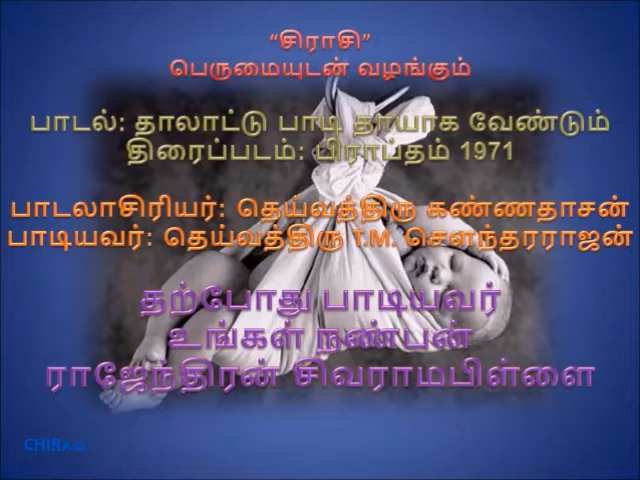 “சிராசி”
பெருமையுடன் வழங்கும்
பாடல்: தாலாட்டு பாடி தாயாக வேண்டும்
திரைப்படம்: பிராப்தம் 1971
பாடலாசிரியர்: தெய்வத்திரு கண்ணதாசன்
பாடியவர்: தெய்வத்திரு T.M. சௌந்தரராஜன்
தற்போது பாடியவர்
உங்கள் நண்பன்
ராஜேந்திரன் சிவராமபிள்ளை